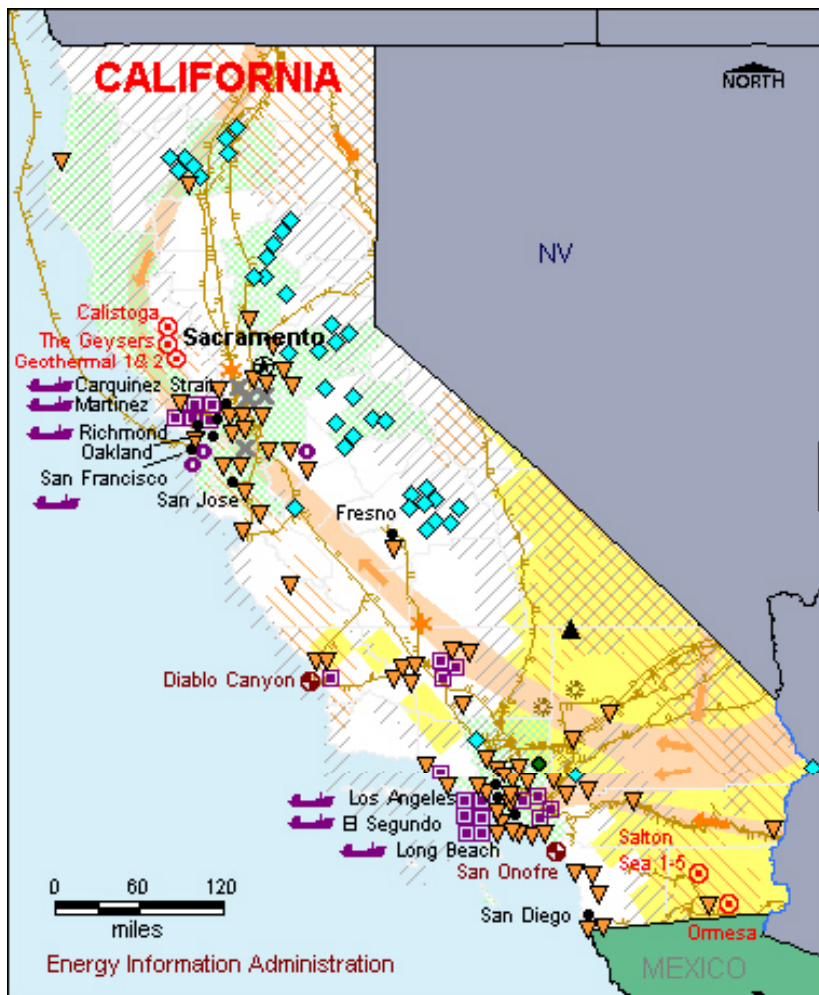 CALIFORNIA
NORTH
NV
Calistoga
The Geysers
Sacramento
Geothermal 1& 2
Carquinez Strait
Martinez
Richmond
Oakland
San Francisco
San Jose
Fresno
Diablo Canyon
Los Angeles
El Segundo
Long Beach
Salton
Sea 1-5
San Onofre
San Diego
Ormesa
0 60 120
miles
Energy Information Administration
MEXICO